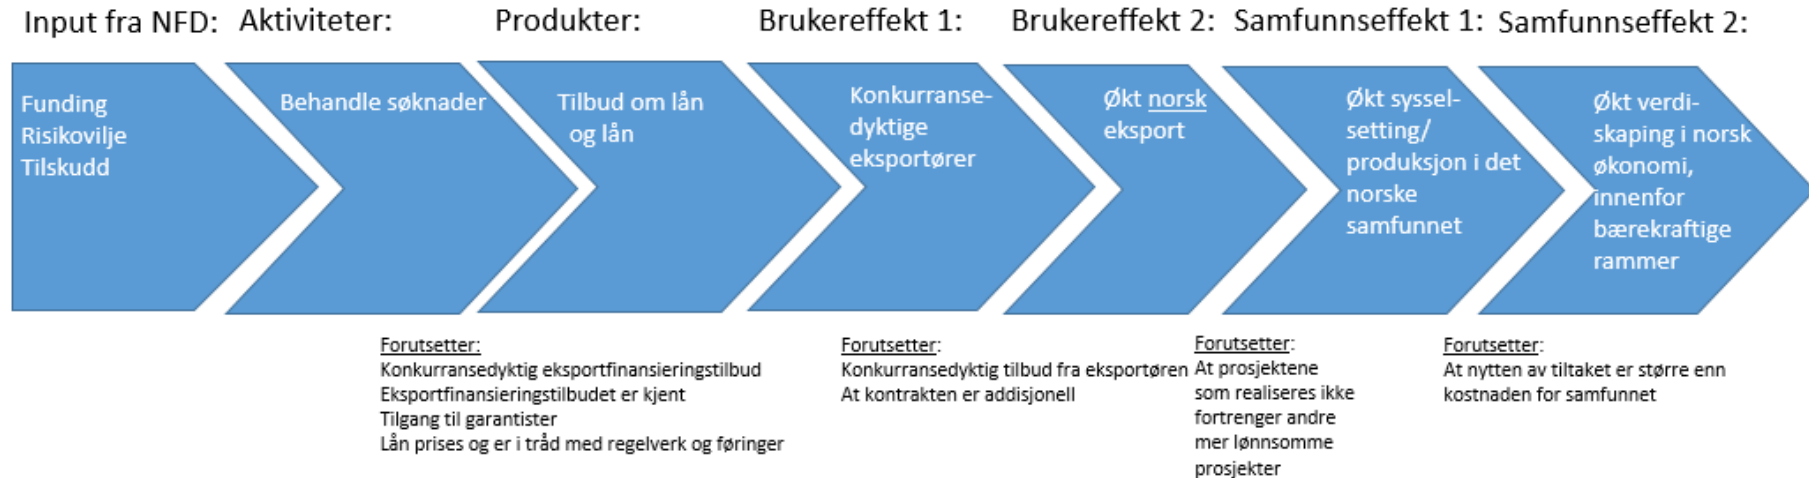 Input fra NFD:
Aktiviteter:
Produkter:
Brukereffekt 1:
Brukereffekt 2:
Samfunnseffekt 1:
Samfunnseffekt 2:
Funding
Risikovilje
Tilskudd
Behandle søknader
Tilbud om lån
og lån
Konkurranse-
dyktige
eksportører
Økt norsk
eksport
Økt syssel-
setting/
produksjon i det
norske
samfunnet
Økt verdi-
skaping i norsk
økonomi,
innenfor
bærekraftige
rammer
Forutsetter:
Konkurransedyktig eksportfinansieringstilbud
Eksportfinansieringstilbudet er kjent
Tilgang til garantister
Lån prises og er i tråd med regelverk og føringer
Forutsetter:
Konkurransedyktig tilbud fra eksportøren
At kontrakten er addisjonell
Forutsetter:
At prosjektene
som realiseres ikke
fortrenger andre
mer lønnsomme
prosjekter
Forutsetter:
At nytten av tiltaket er større enn
kostnaden for samfunnet